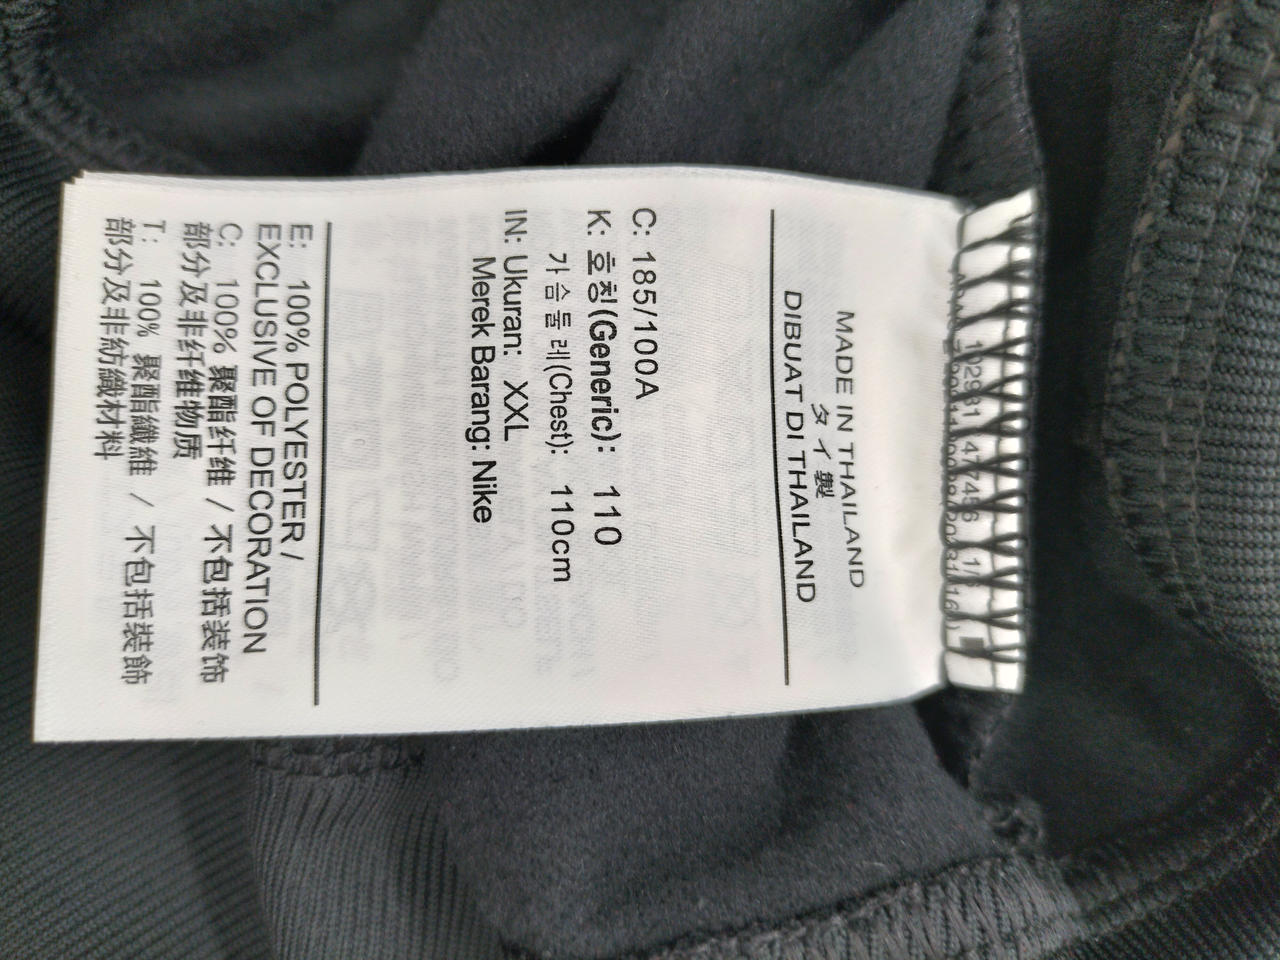 102931 477456 1/
MADE IN THAILAND
タイ製
DIBUAT DI THAILAND
C: 185/100A
K: 호칭(Generic): 110
가슴둘레(Chest): 110cm
IN: Ukuran: XXL
Merek Barang: Nike
E: 100% POLYESTER /
EXCLUSIVE OF DECORATION
C: 100% 聚酯纤维 / 不包括装饰
部分及非纤维物质
T: 100% 聚酯纖維 / 不包括裝飾
部分及非紡織材料